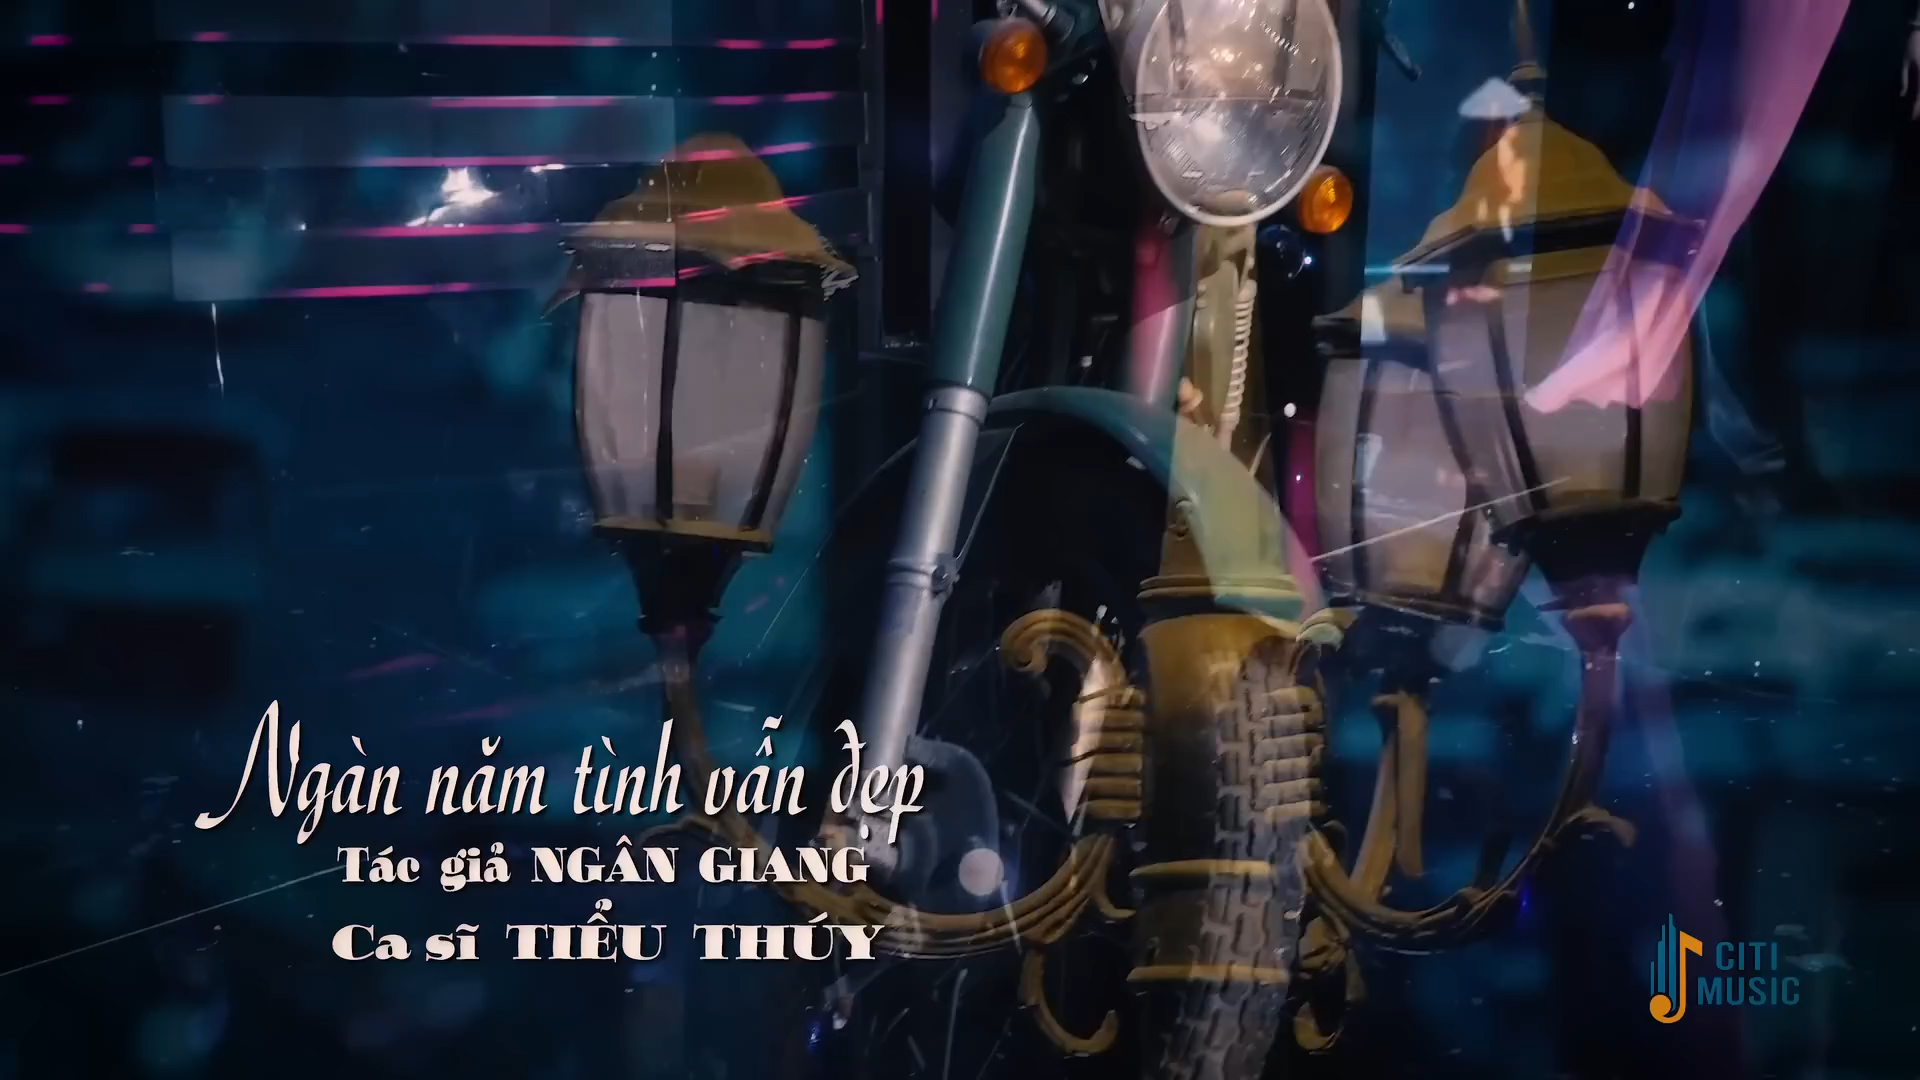 Ngàn năm tình vẫn đẹp
Tác giả NGÂN GIANG
Ca sĩ TIỂU THÚY
CITI
MUSIC